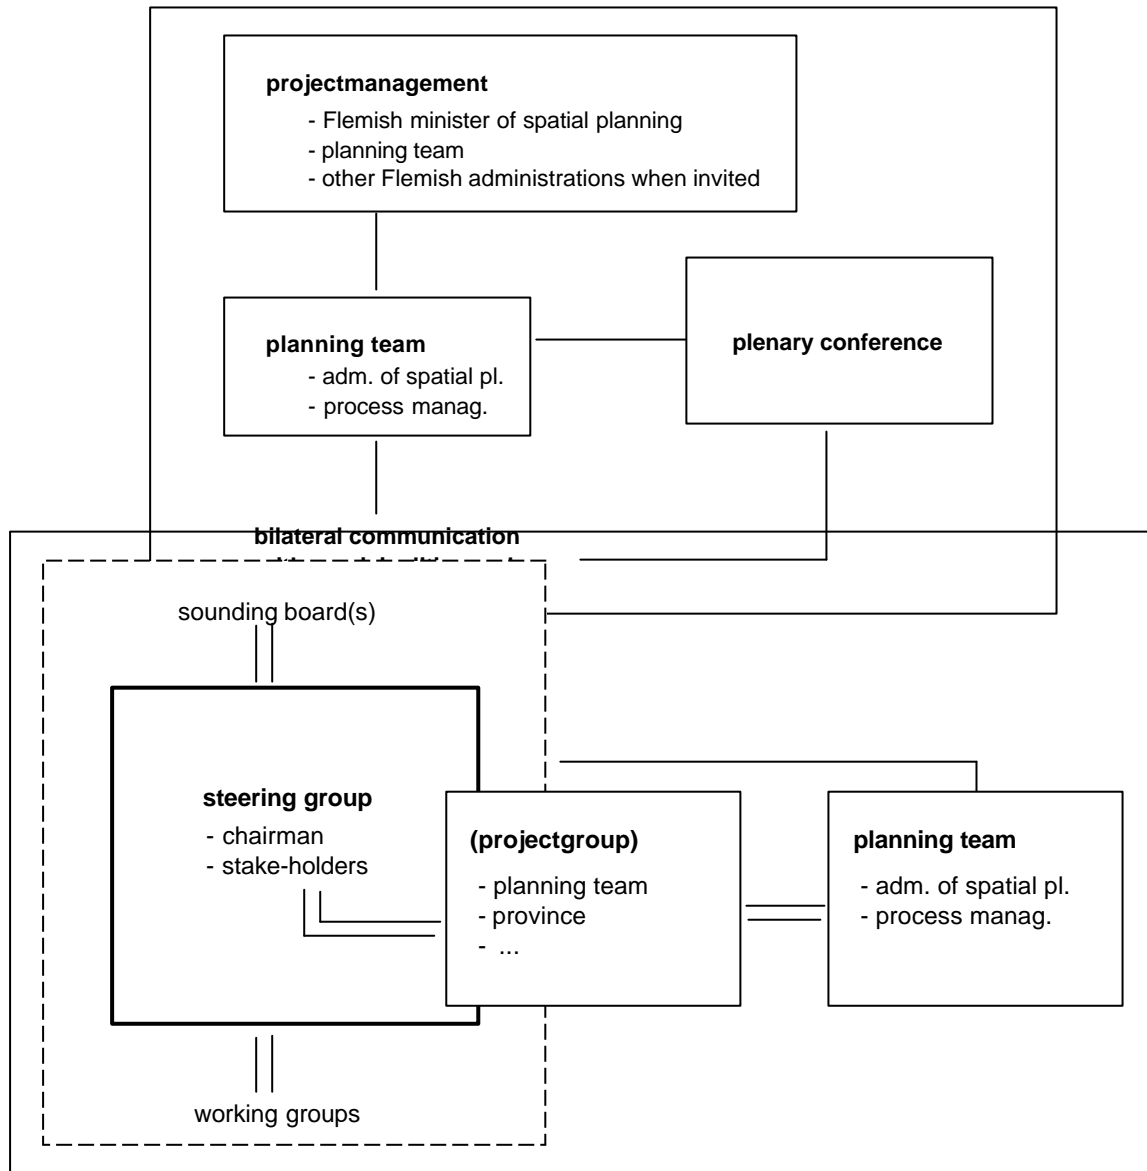 projectmanagement
- Flemish minister of spatial planning
- planning team
- other Flemish administrations when invited
planning team
- adm. of spatial pl.
- process manag.
plenary conference
bilateral communication
sounding board(s)
steering group
- chairman
- stake-holders
(projectgroup)
- planning team
- province
- ...
planning team
- adm. of spatial pl.
- process manag.
working groups